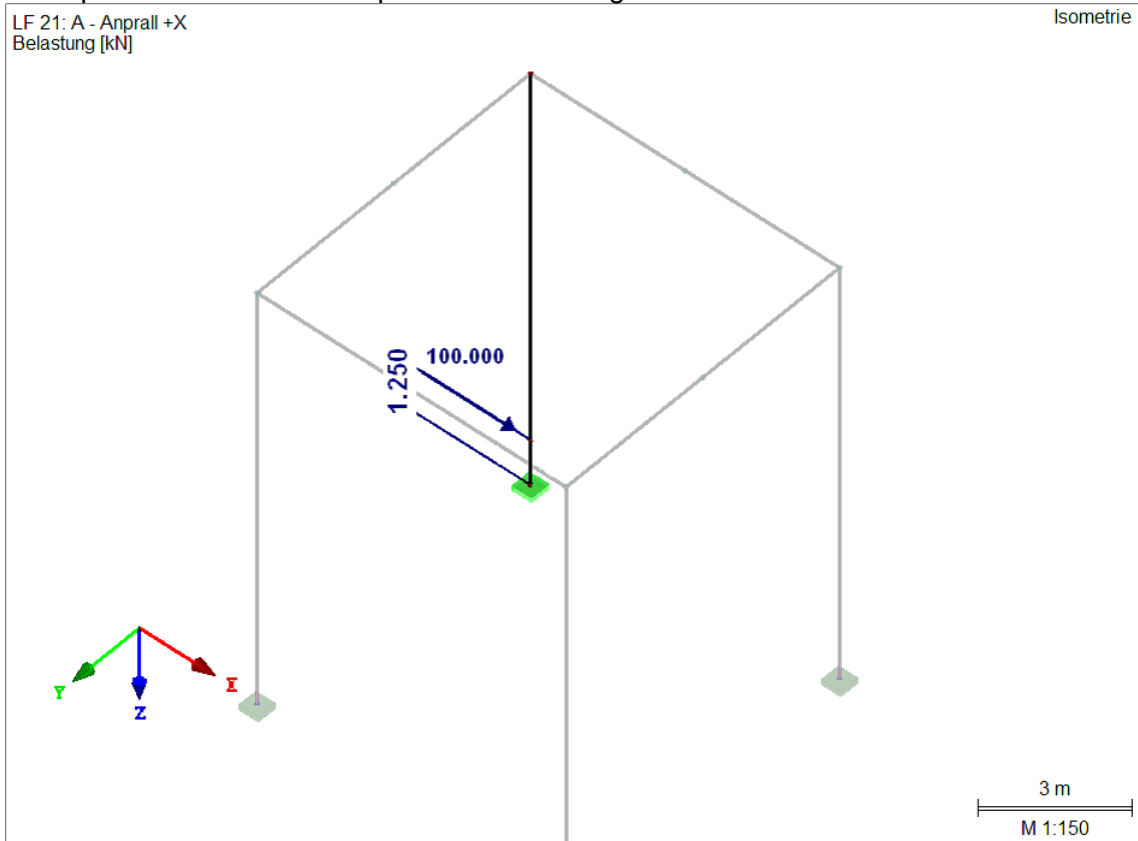 LF 21: A - Anprall +X
Belastung [kN]
Isometrie
100.000
1.250
X
Y
Z
3 m
M 1:150